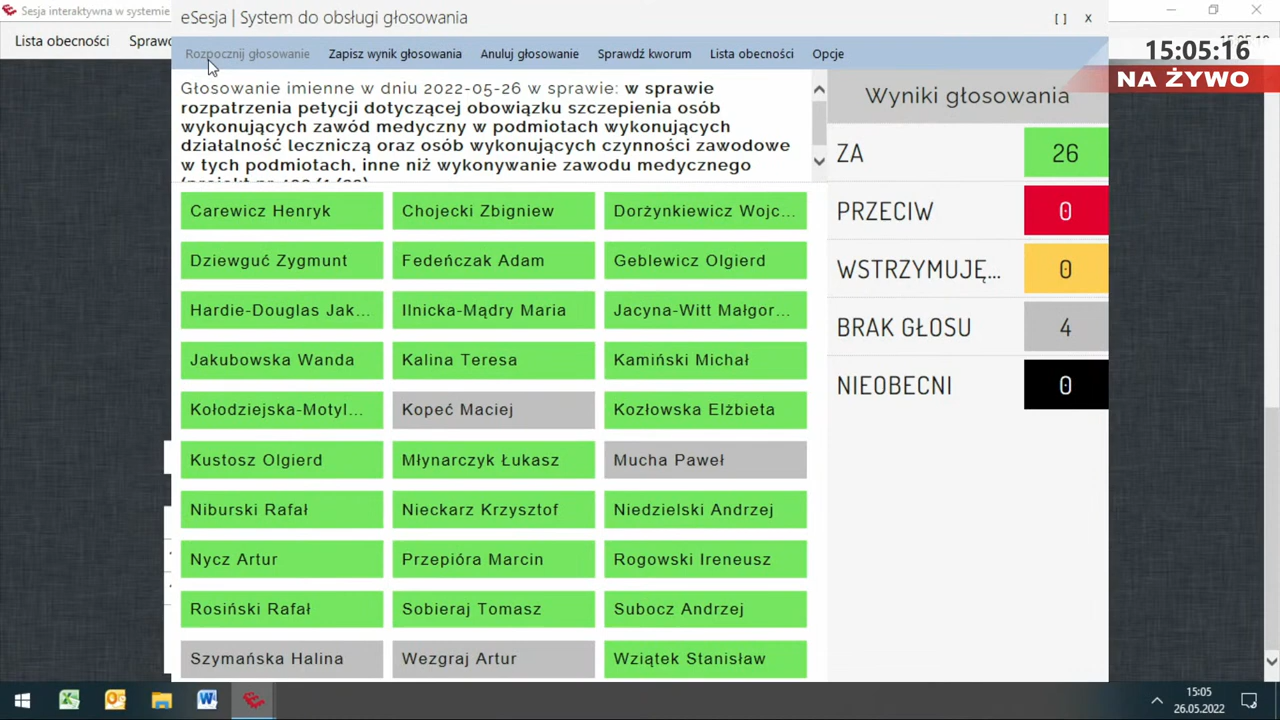 Sesja interaktywna w systemie
eSesja | System do obsługi głosowania
[ ] X
Lista obecności
Rozpocznij głosowanie Zapisz wynik głosowania Anuluj głosowanie Sprawdź kworum Lista obecności Opcje
15:05:16
NA ŻYWO
Głosowanie imienne w dniu 2022-05-26 w sprawie: w sprawie
rozpatrzenia petycji dotyczącej obowiązku szczepienia osób
wykonujących zawód medyczny w podmiotach wykonujących
działalność leczniczą oraz osób wykonujących czynności zawodowe
w tych podmiotach, inne niż wykonywanie zawodu medycznego
Wyniki głosowania
ZA 26
PRZECIW 0
WSTRZYMUJĘ... 0
BRAK GŁOSU 4
NIEOBECNI 0
Carewicz Henryk Chojecki Zbigniew Dorżynkiewicz Wojc...
Dziewguć Zygmunt Fedeńczak Adam Geblewicz Olgierd
Hardie-Douglas Jak... Ilnicka-Mądry Maria Jacyna-Witt Małgor...
Jakubowska Wanda Kalina Teresa Kamiński Michał
Kołodziejska-Motyl... Kopeć Maciej Kozłowska Elżbieta
Kustosz Olgierd Młynarczyk Łukasz Mucha Paweł
Niburski Rafał Nieckarz Krzysztof Niedzielski Andrzej
Nycz Artur Przepióra Marcin Rogowski Ireneusz
Rosiński Rafał Sobieraj Tomasz Subocz Andrzej
Szymańska Halina Wezgraj Artur Wziątek Stanisław
15:05
26.05.2022